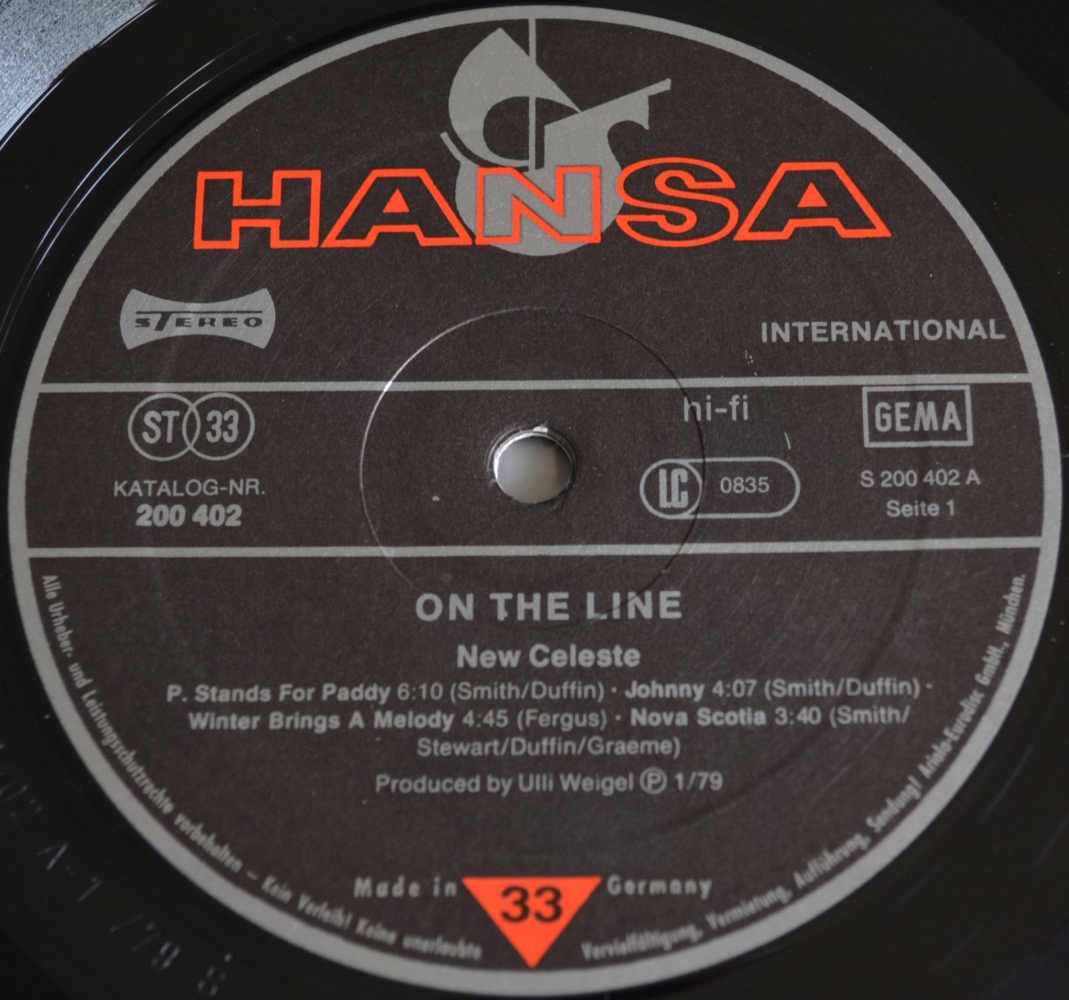 HANSA
STEREO
INTERNATIONAL
ST 33
hi-fi
GEMA
KATALOG-NR.
200 402
LC 0835
S 200 402 A
Seite 1
ON THE LINE
New Celeste
P. Stands For Paddy 6:10 (Smith/Duffin) · Johnny 4:07 (Smith/Duffin) ·
Winter Brings A Melody 4:45 (Fergus) · Nova Scotia 3:40 (Smith/
Stewart/Duffin/Graeme)
Produced by Ulli Weigel Ⓟ 1/79
Made in 33 Germany
Alle Urheber- und Leistungsschutzrechte vorbehalten – Kein Verleih! Keine unerlaubte Vervielfältigung, Vermietung, Aufführung, Sendung! Ariola-Eurodisc GmbH., München.
A-1 /79 S